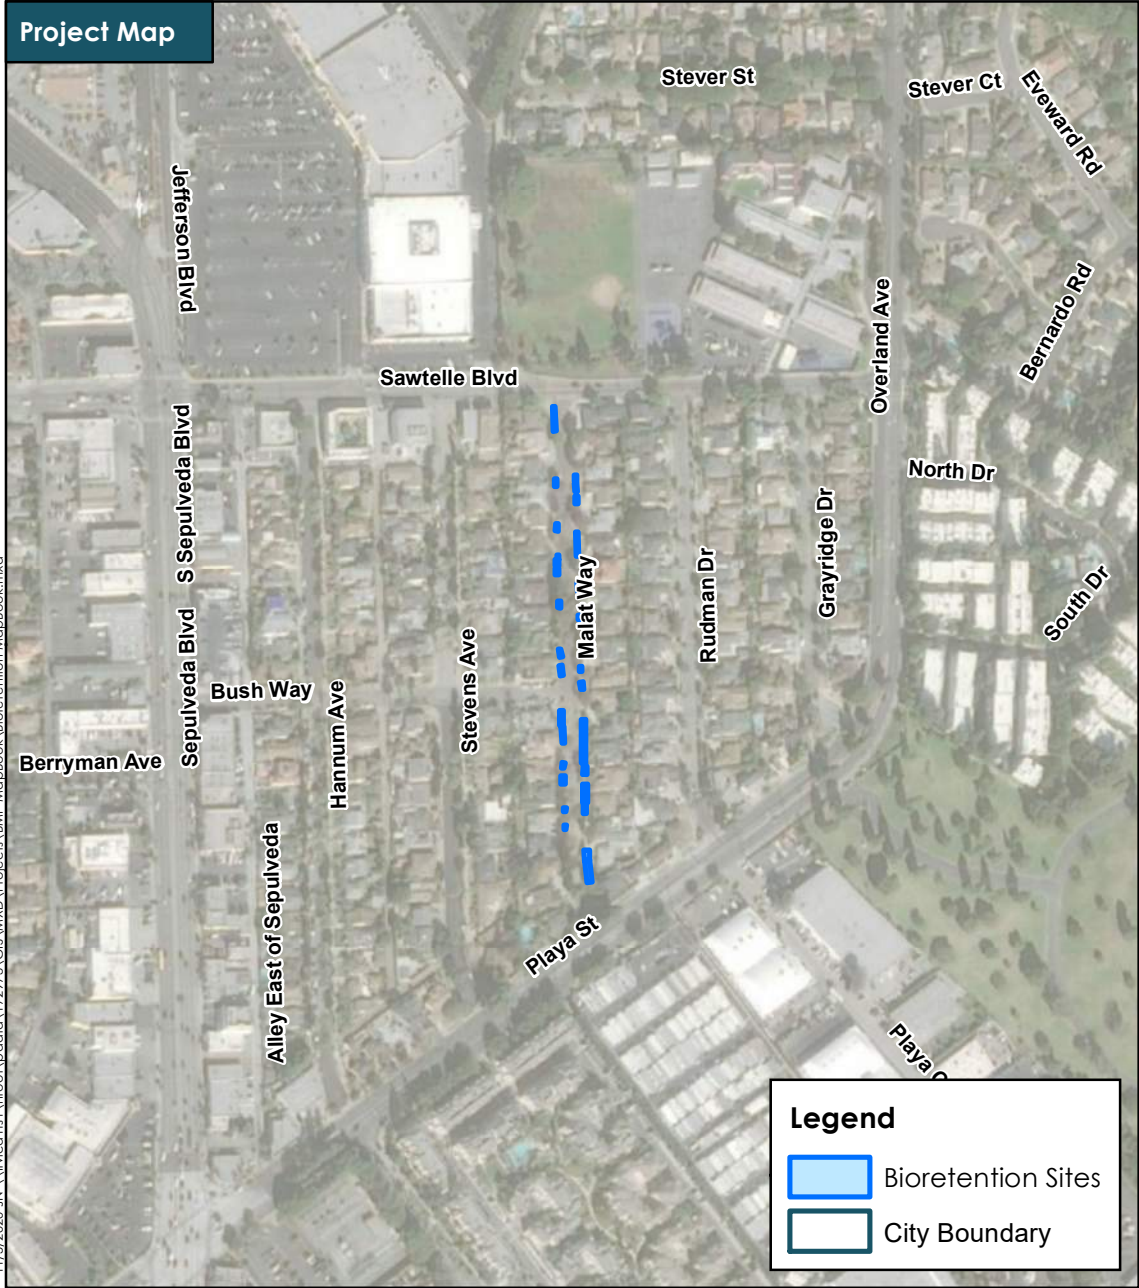 Project Map
Stever St
Stever Ct
Eveward Rd
Jefferson Blvd
Bernardo Rd
Overland Ave
Sawtelle Blvd
S Sepulveda Blvd
North Dr
Grayridge Dr
Malat Way
Rudman Dr
South Dr
Stevens Ave
Sepulveda Blvd
Bush Way
Hannum Ave
Berryman Ave
Alley East of Sepulveda
Playa St
Playa
Legend
Bioretention Sites
City Boundary